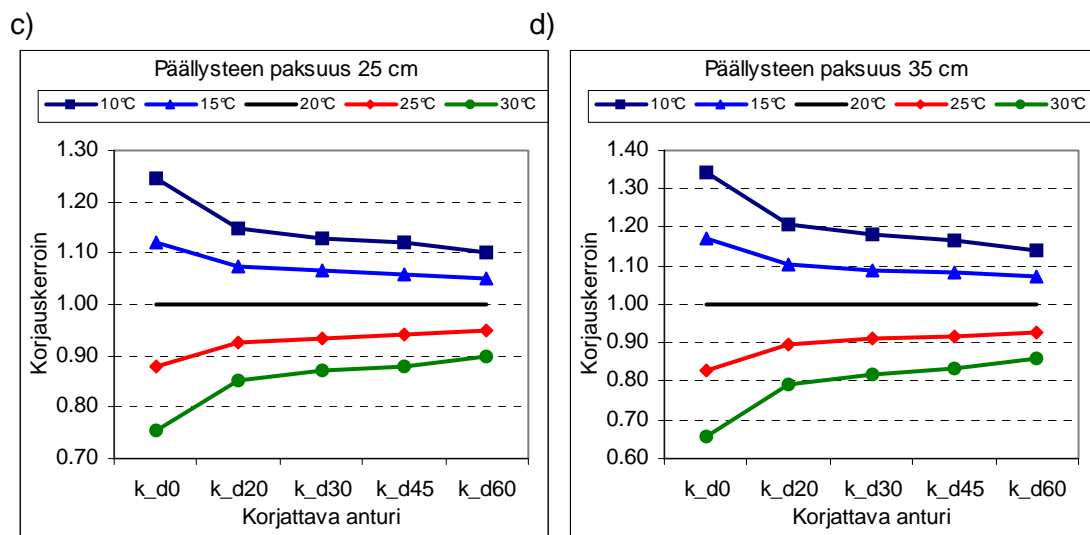 c)
Päällysteen paksuus 25 cm
10°C 15°C 20°C 25°C 30°C
1.30
1.20
1.10
1.00
0.90
0.80
0.70
Korjauskerroin
k_d0 k_d20 k_d30 k_d45 k_d60
Korjattava anturi
d)
Päällysteen paksuus 35 cm
10°C 15°C 20°C 25°C 30°C
1.40
1.30
1.20
1.10
1.00
0.90
0.80
0.70
0.60
Korjauskerroin
k_d0 k_d20 k_d30 k_d45 k_d60
Korjattava anturi